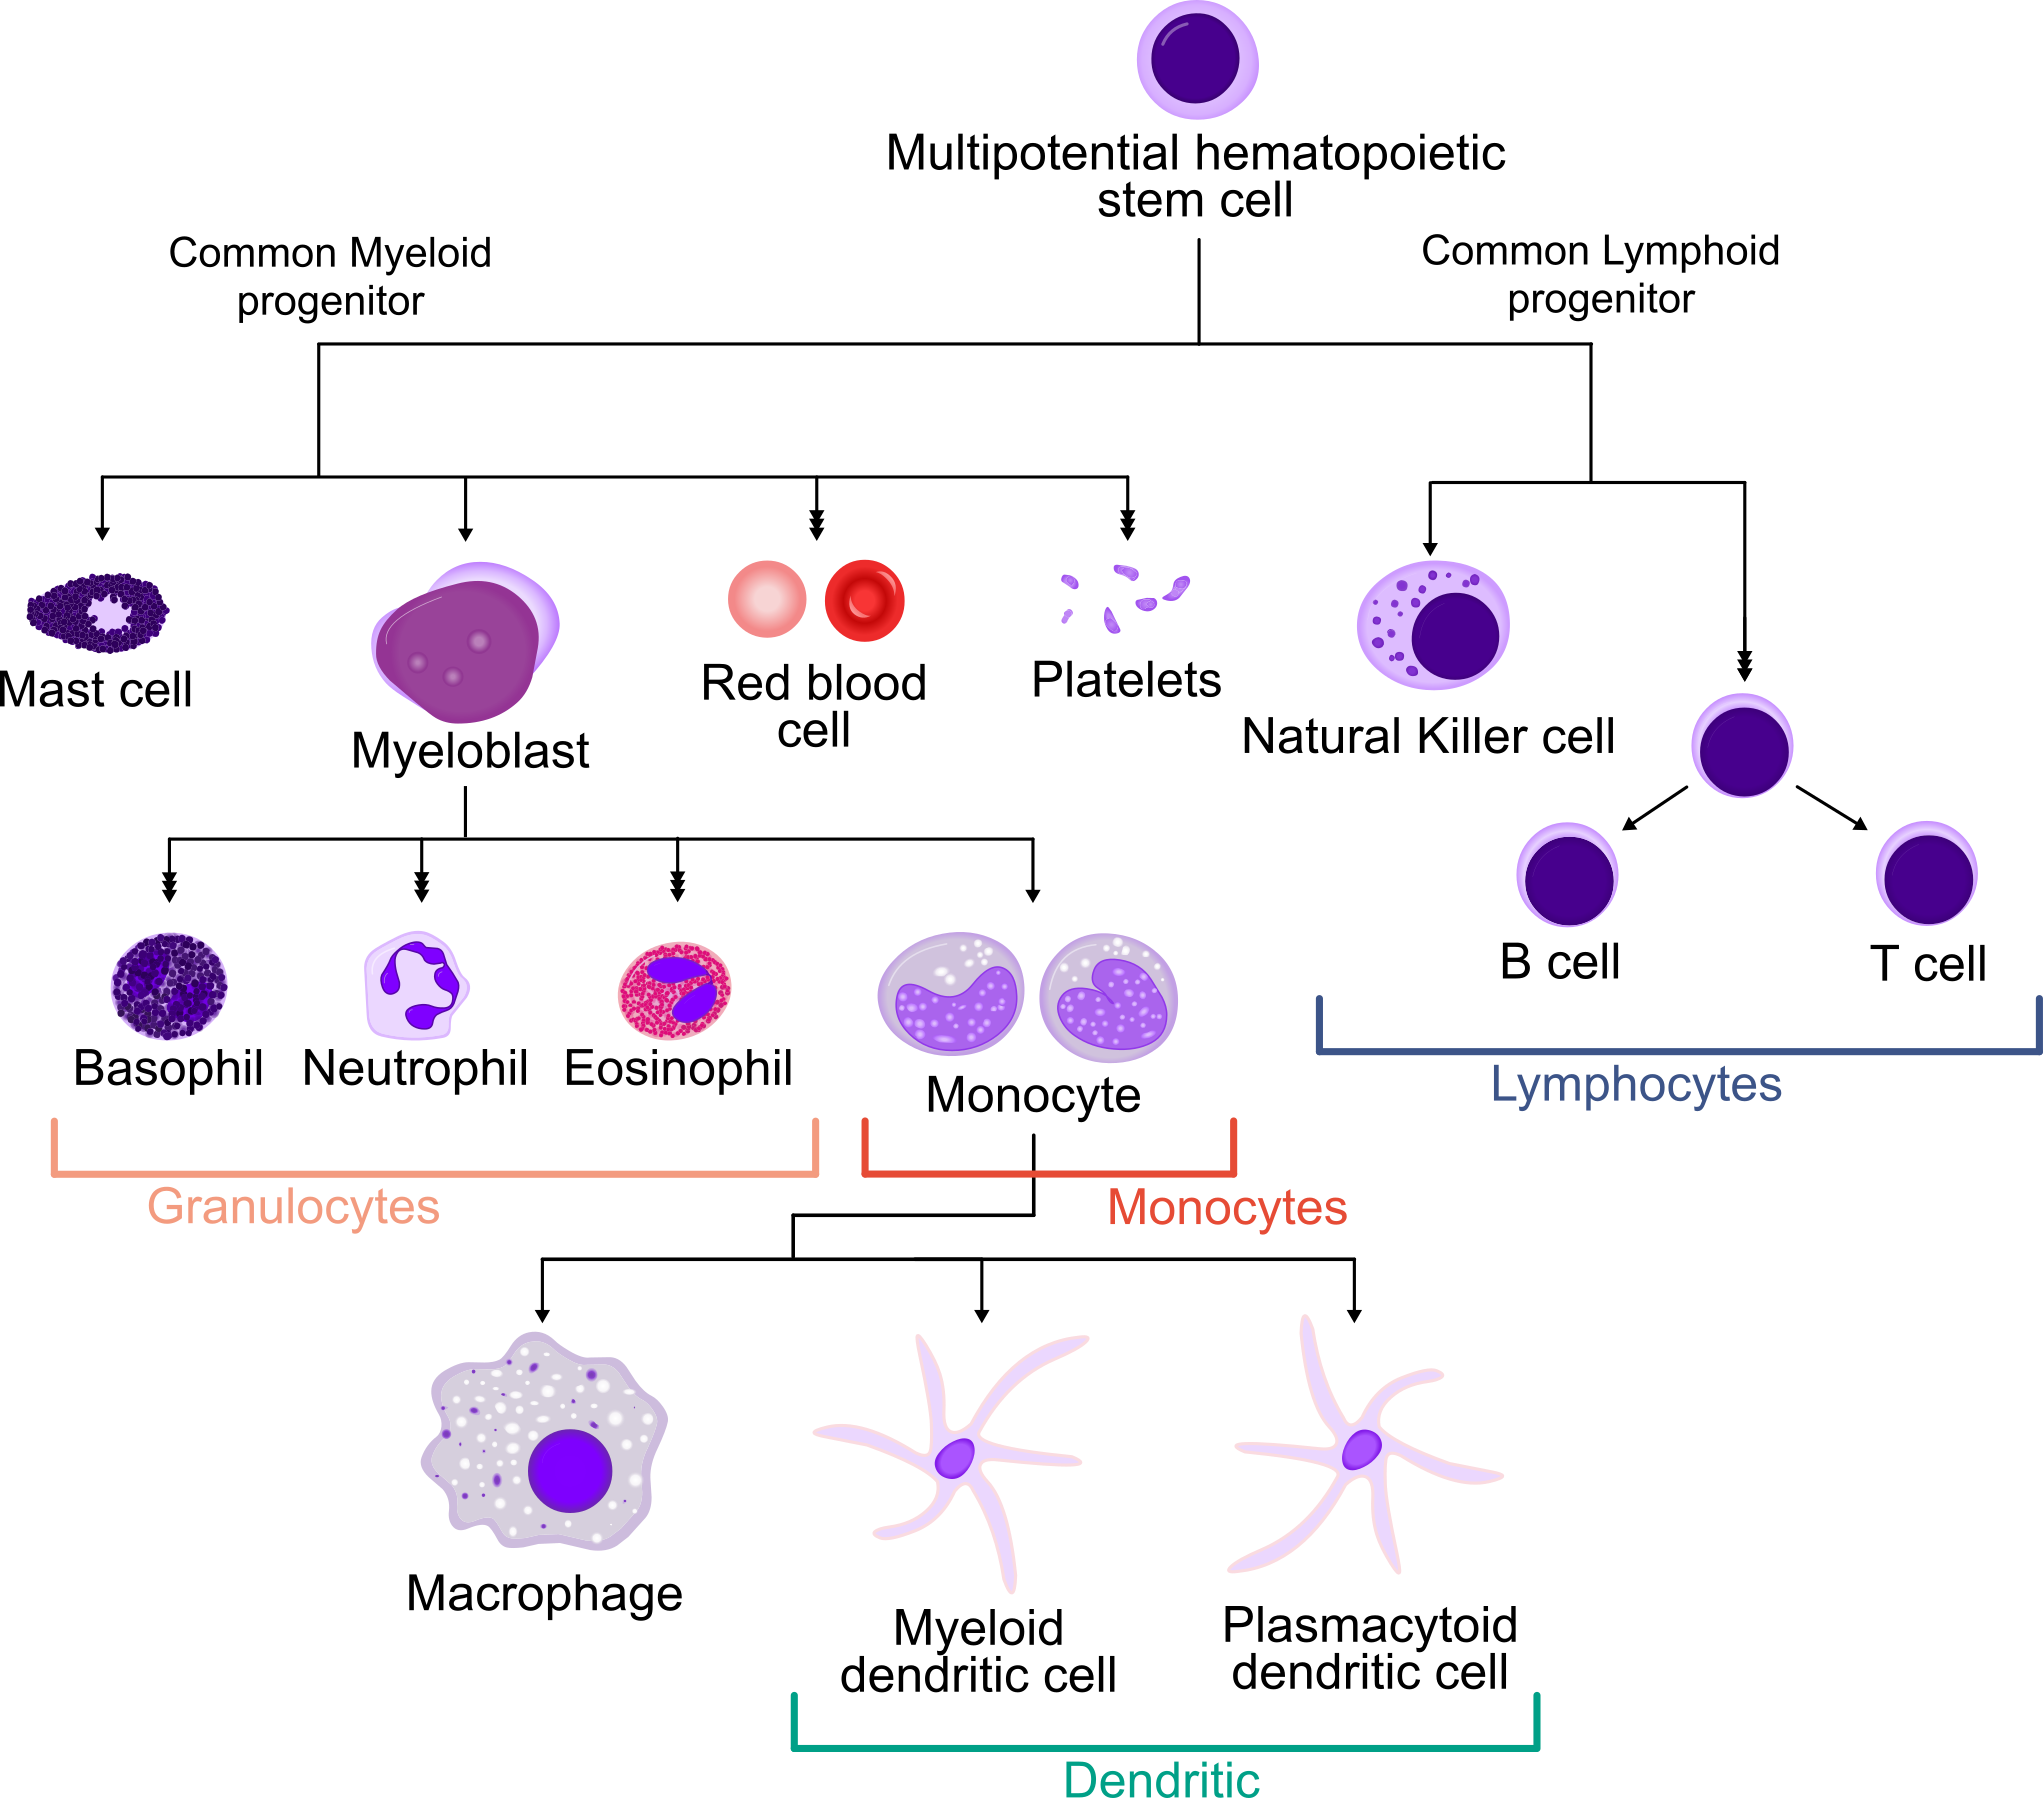 Multipotential hematopoietic
stem cell
Common Myeloid
progenitor
Common Lymphoid
progenitor
Mast cell
Myeloblast
Red blood
cell
Platelets
Natural Killer cell
B cell
T cell
Lymphocytes
Basophil
Neutrophil
Eosinophil
Monocyte
Granulocytes
Monocytes
Macrophage
Myeloid
dendritic cell
Plasmacytoid
dendritic cell
Dendritic